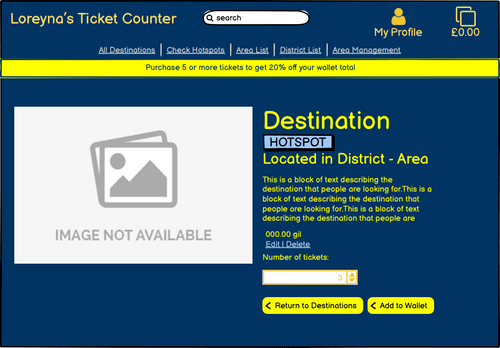 Loreyna's Ticket Counter
search
My Profile
£0.00
All Destinations
Check Hotspots
Area List
District List
Area Management
Purchase 5 or more tickets to get 20% off your wallet total
IMAGE NOT AVAILABLE
Destination
HOTSPOT
Located in District - Area
This is a block of text describing the
destination that people are looking for.This is a
block of text describing the destination that
people are looking for.This is a block of text
describing the destination that people are
000.00 gil
Edit | Delete
Number of tickets:
3
Return to Destinations
Add to Wallet